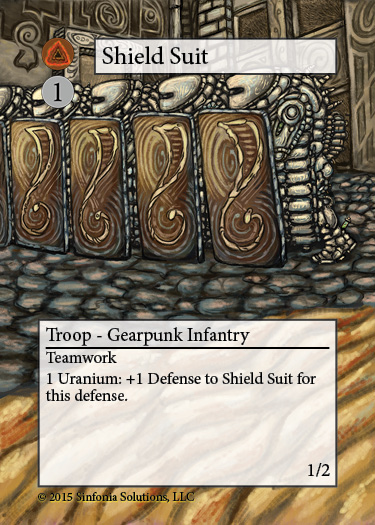 Shield Suit
1
Troop - Gearpunk Infantry
Teamwork
1 Uranium: +1 Defense to Shield Suit for
this defense.
1/2
© 2015 Sinfonia Solutions, LLC